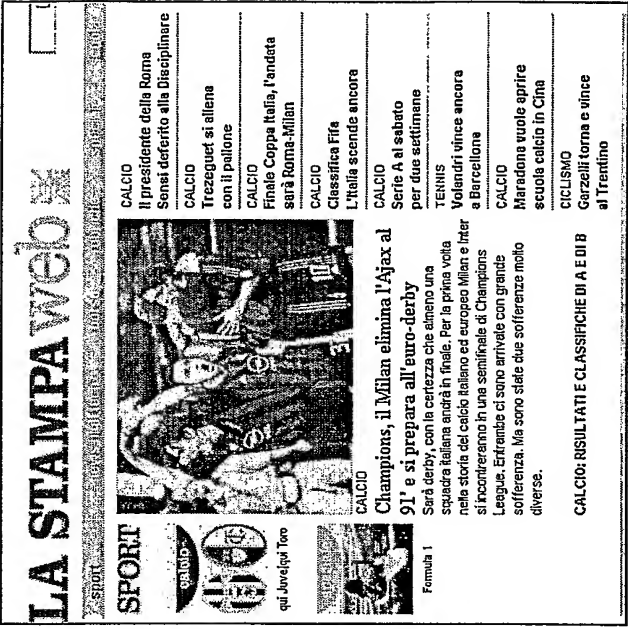 LA STAMPA web
sport
SPORT
calcio
qui Juve|qui Toro
Formula 1
CALCIO
Champions, il Milan elimina l'Ajax al
91' e si prepara all'euro-derby
Sarà derby, con la certezza che almeno una
squadra italiana andrà in finale. Per la prima volta
nella storia del calcio italiano ed europeo Milan e Inter
si incontreranno in una semifinale di Champions
League. Entrambe ci sono arrivate con grande
sofferenza. Ma sono state due sofferenze molto
diverse.
CALCIO: RISULTATI E CLASSIFICHE DI A E DI B
CALCIO
Il presidente della Roma
Sensi deferito alla Disciplinare
CALCIO
Trezeguet si allena
con il pallone
CALCIO
Finale Coppa Italia, l'andata
sarà Roma-Milan
CALCIO
Classifica Fifa
L'Italia scende ancora
CALCIO
Serie A al sabato
per due settimane
TENNIS
Volandri vince ancora
a Barcellona
CALCIO
Maradona vuole aprire
scuola calcio in Cina
CICLISMO
Garzelli torna e vince
al Trentino